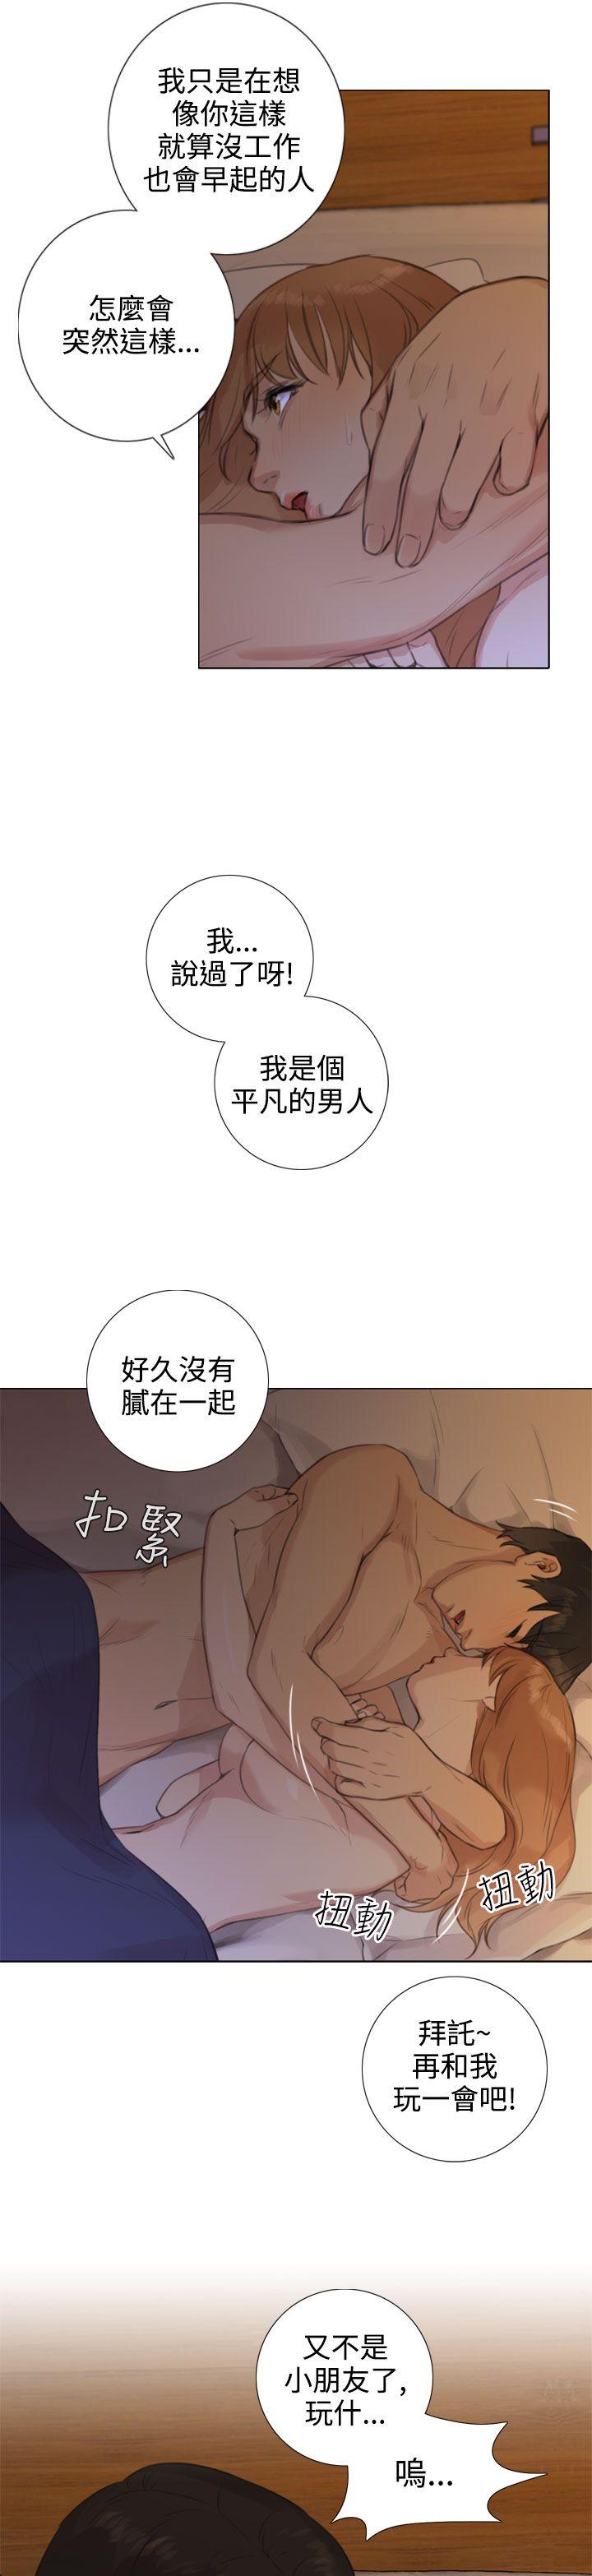 我只是在想
像你這樣
就算沒工作
也會早起的人
怎麼會
突然這樣...
我...
說過了呀!
我是個
平凡的男人
好久沒有
膩在一起
扣緊
扭動
扭動
拜託~
再和我
玩一會吧!
又不是
小朋友了,
玩什...
嗚...